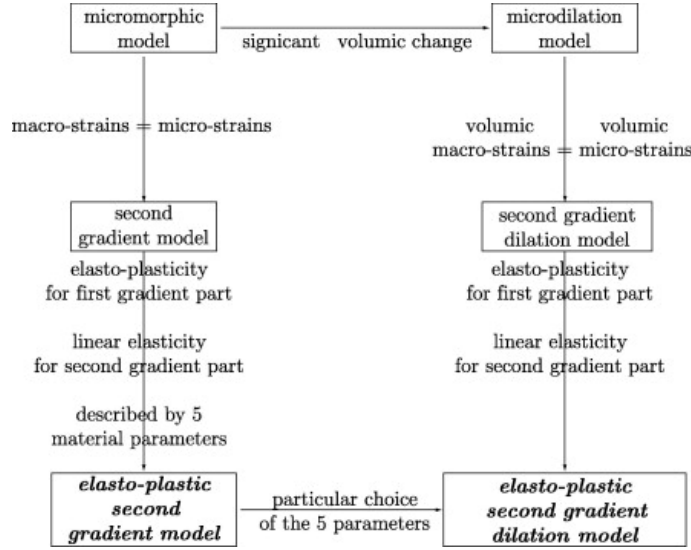 micromorphic
model
signicant volumic change
microdilation
model
macro-strains = micro-strains
volumic volumic
macro-strains = micro-strains
second
gradient model
second gradient
dilation model
elasto-plasticity
for first gradient part
elasto-plasticity
for first gradient part
linear elasticity
for second gradient part
linear elasticity
for second gradient part
described by 5
material parameters
elasto-plastic
second
gradient model
particular choice
of the 5 parameters
elasto-plastic
second gradient
dilation model